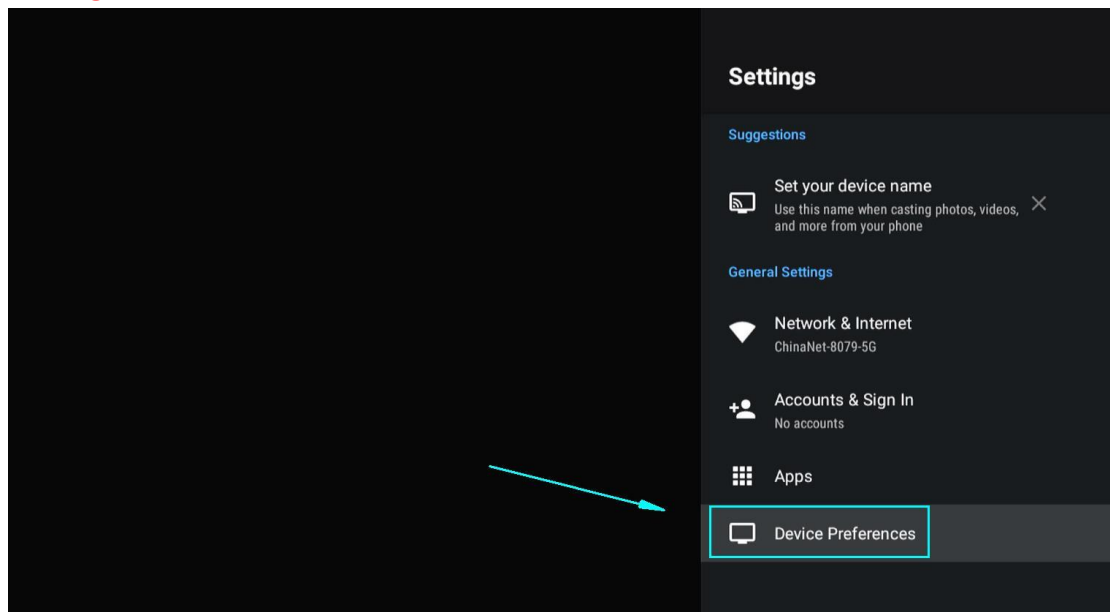 Settings
Suggestions
Set your device name
Use this name when casting photos, videos,
and more from your phone
General Settings
Network & Internet
ChinaNet-8079-5G
Accounts & Sign In
No accounts
Apps
Device Preferences